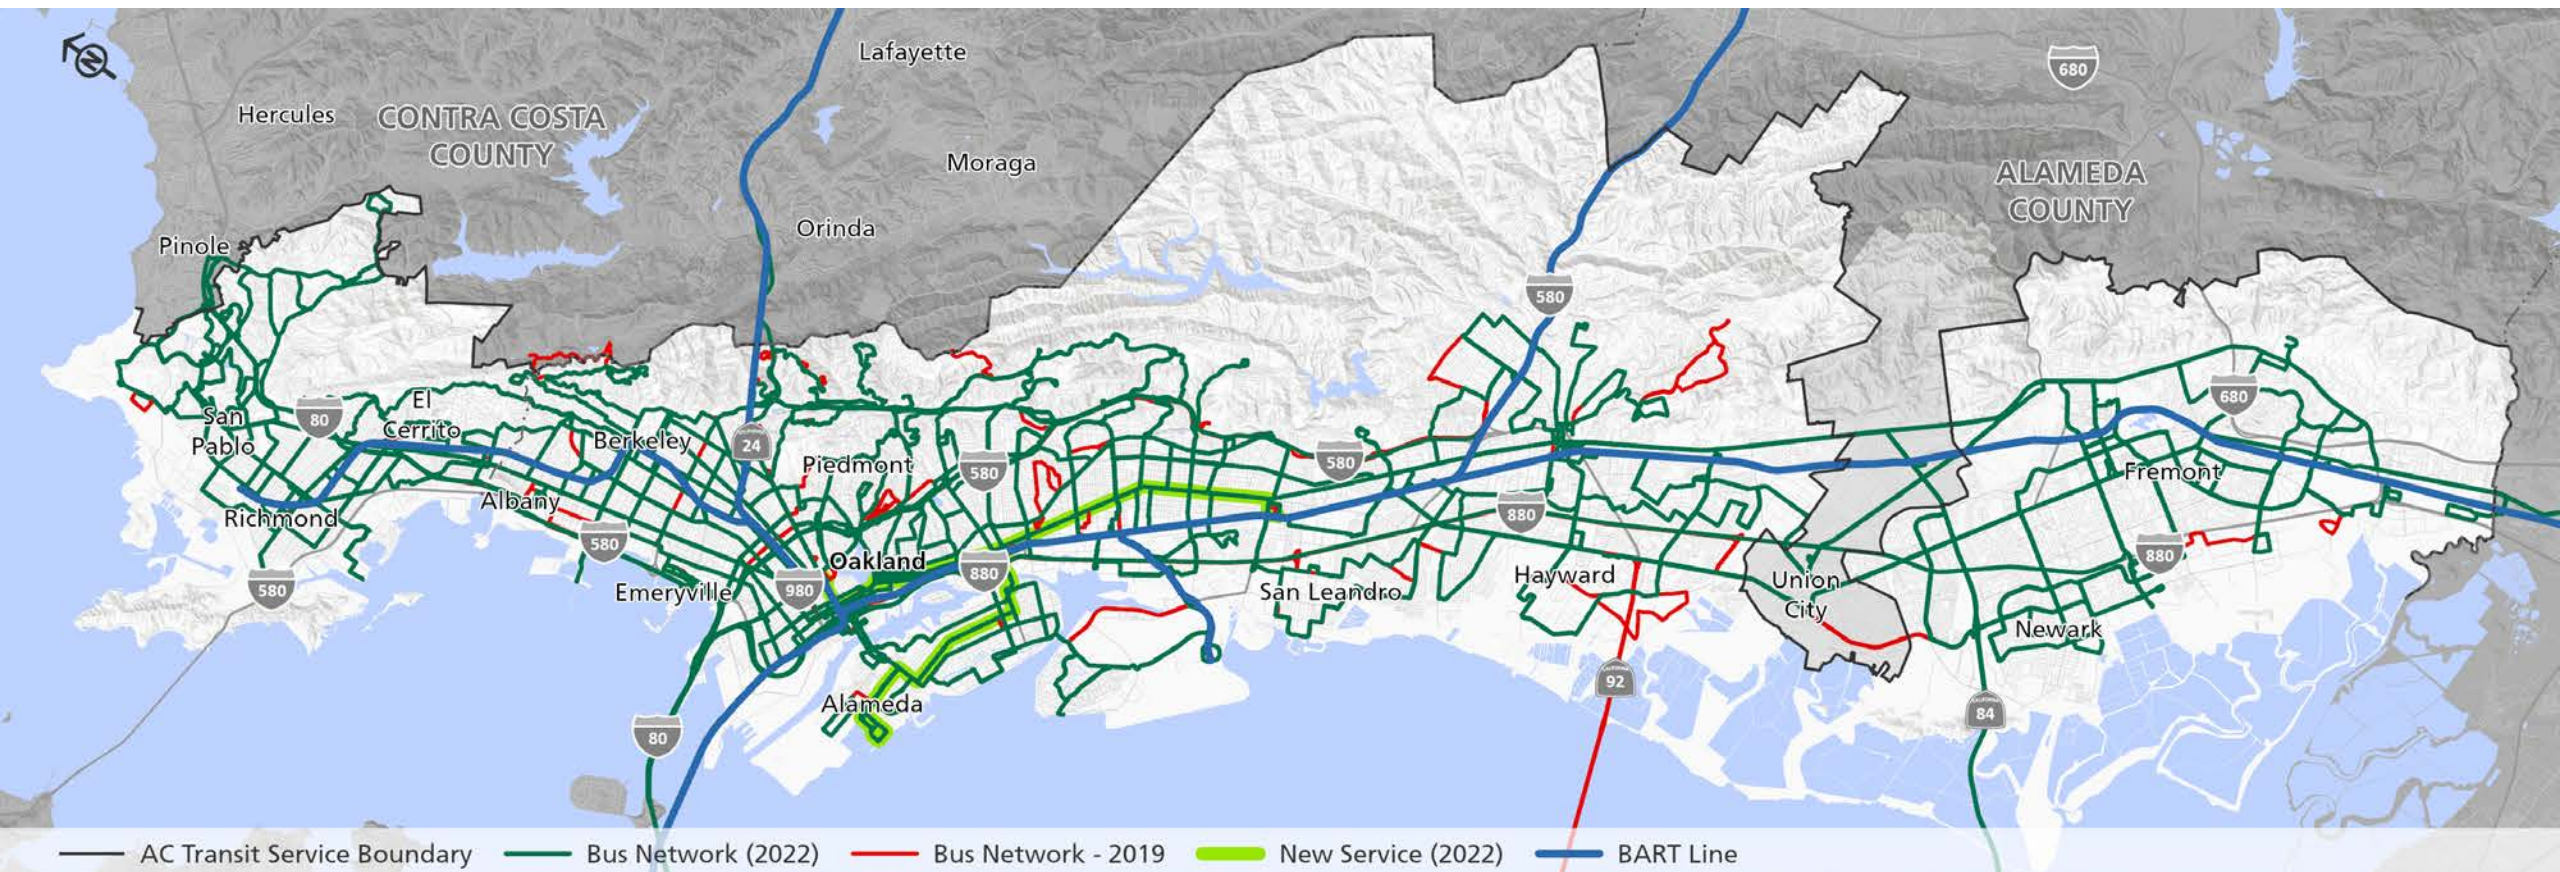 N
Lafayette
680
Hercules
CONTRA COSTA
COUNTY
Moraga
ALAMEDA
COUNTY
Orinda
Pinole
580
El
Cerrito
San
Pablo
80
Berkeley
CALIFORNIA
24
Piedmont
580
580
680
Fremont
Albany
Richmond
580
880
880
Oakland
880
980
580
Emeryville
San Leandro
Hayward
Union
City
Newark
Alameda
CALIFORNIA
92
CALIFORNIA
84
80
AC Transit Service Boundary
Bus Network (2022)
Bus Network - 2019
New Service (2022)
BART Line